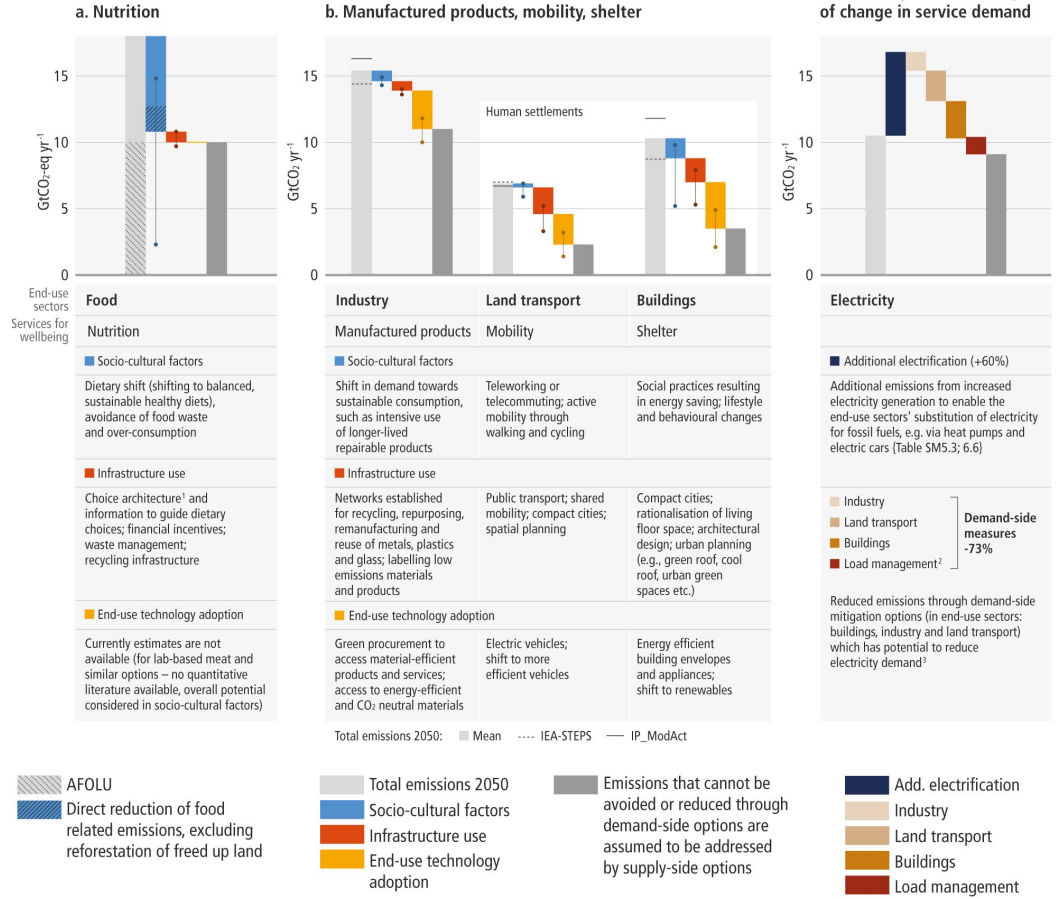 a. Nutrition
b. Manufactured products, mobility, shelter
of change in service demand
GtCO2-eq yr-1
15
10
5
0
GtCO2 yr-1
15
10
5
0
Human settlements
GtCO2 yr-1
15
10
5
0
End-use
sectors
Services for
wellbeing
Food
Nutrition
Socio-cultural factors
Dietary shift (shifting to balanced,
sustainable healthy diets),
avoidance of food waste
and over-consumption
Infrastructure use
Choice architecture1 and
information to guide dietary
choices; financial incentives;
waste management;
recycling infrastructure
End-use technology adoption
Currently estimates are not
available (for lab-based meat and
similar options – no quantitative
literature available, overall potential
considered in socio-cultural factors)
Industry
Land transport
Buildings
Manufactured products
Mobility
Shelter
Socio-cultural factors
Shift in demand towards
sustainable consumption,
such as intensive use
of longer-lived
repairable products
Teleworking or
telecommuting; active
mobility through
walking and cycling
Social practices resulting
in energy saving; lifestyle
and behavioural changes
Infrastructure use
Networks established
for recycling, repurposing,
remanufacturing and
reuse of metals, plastics
and glass; labelling low
emissions materials
and products
Public transport; shared
mobility; compact cities;
spatial planning
Compact cities;
rationalisation of living
floor space; architectural
design; urban planning
(e.g., green roof, cool
roof, urban green
spaces etc.)
End-use technology adoption
Green procurement to
access material-efficient
products and services;
access to energy-efficient
and CO2 neutral materials
Electric vehicles;
shift to more
efficient vehicles
Energy efficient
building envelopes
and appliances;
shift to renewables
Electricity
Additional electrification (+60%)
Additional emissions from increased
electricity generation to enable the
end-use sectors' substitution of electricity
for fossil fuels, e.g. via heat pumps and
electric cars {Table SM5.3; 6.6}
Industry
Land transport
Buildings
Load management2
Demand-side
measures
-73%
Reduced emissions through demand-side
mitigation options (in end-use sectors:
buildings, industry and land transport)
which has potential to reduce
electricity demand3
Total emissions 2050: Mean IEA-STEPS IP_ModAct
AFOLU
Direct reduction of food
related emissions, excluding
reforestation of freed up land
Total emissions 2050
Socio-cultural factors
Infrastructure use
End-use technology
adoption
Emissions that cannot be
avoided or reduced through
demand-side options are
assumed to be addressed
by supply-side options
Add. electrification
Industry
Land transport
Buildings
Load management